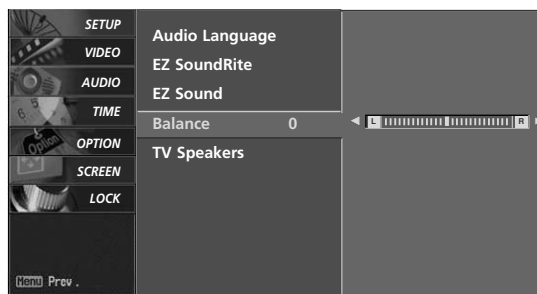 SETUP
VIDEO
AUDIO
TIME
OPTION
SCREEN
LOCK
Menu Prev.
Audio Language
EZ SoundRite
EZ Sound
Balance 0
TV Speakers
L R
Option